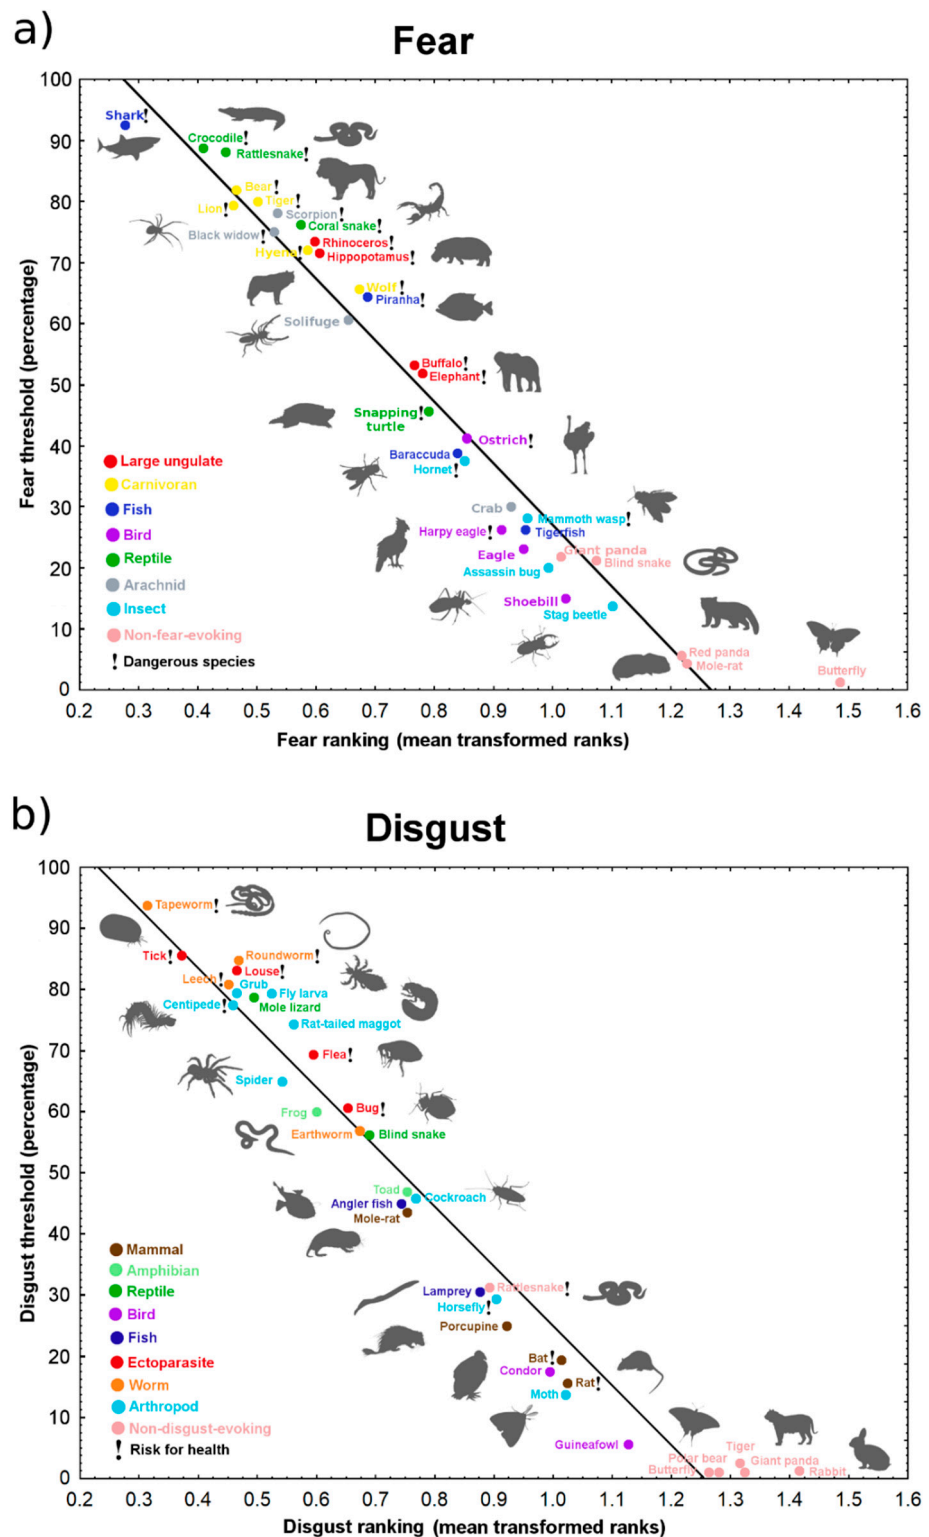 a)
Fear
100
90
80
70
60
50
40
30
20
10
0
Fear threshold (percentage)
Shark!
Crocodile!
Rattlesnake!
Bear!
Lion!
Tiger!
Scorpion!
Coral snake!
Black widow!
Rhinoceros!
Hyena!
Hippopotamus!
Wolf!
Piranha!
Solifuge
Buffalo!
Elephant!
Snapping!
turtle
Ostrich!
Baraccuda
Hornet!
Crab
Mammoth wasp!
Harpy eagle!
Tigerfish
Eagle
Giant panda
Blind snake
Assassin bug
Shoebill
Stag beetle
Red panda
Mole-rat
Butterfly
Large ungulate
Carnivoran
Fish
Bird
Reptile
Arachnid
Insect
Non-fear-evoking
! Dangerous species
0.2 0.3 0.4 0.5 0.6 0.7 0.8 0.9 1.0 1.1 1.2 1.3 1.4 1.5 1.6
Fear ranking (mean transformed ranks)
b)
Disgust
100
90
80
70
60
50
40
30
20
10
0
Disgust threshold (percentage)
Tapeworm!
Tick!
Roundworm!
Louse!
Leech!
Grub
Fly larva
Centipede!
Mole lizard
Rat-tailed maggot
Flea!
Spider
Frog
Bug!
Earthworm
Blind snake
Toad
Cockroach
Angler fish
Mole-rat
Lamprey
Rattlesnake!
Horsefly!
Porcupine
Bat!
Condor
Rat!
Moth
Guineafowl
Tiger
Polar bear
Giant panda
Butterfly
Rabbit
Mammal
Amphibian
Reptile
Bird
Fish
Ectoparasite
Worm
Arthropod
Non-disgust-evoking
! Risk for health
0.2 0.3 0.4 0.5 0.6 0.7 0.8 0.9 1.0 1.1 1.2 1.3 1.4 1.5 1.6
Disgust ranking (mean transformed ranks)